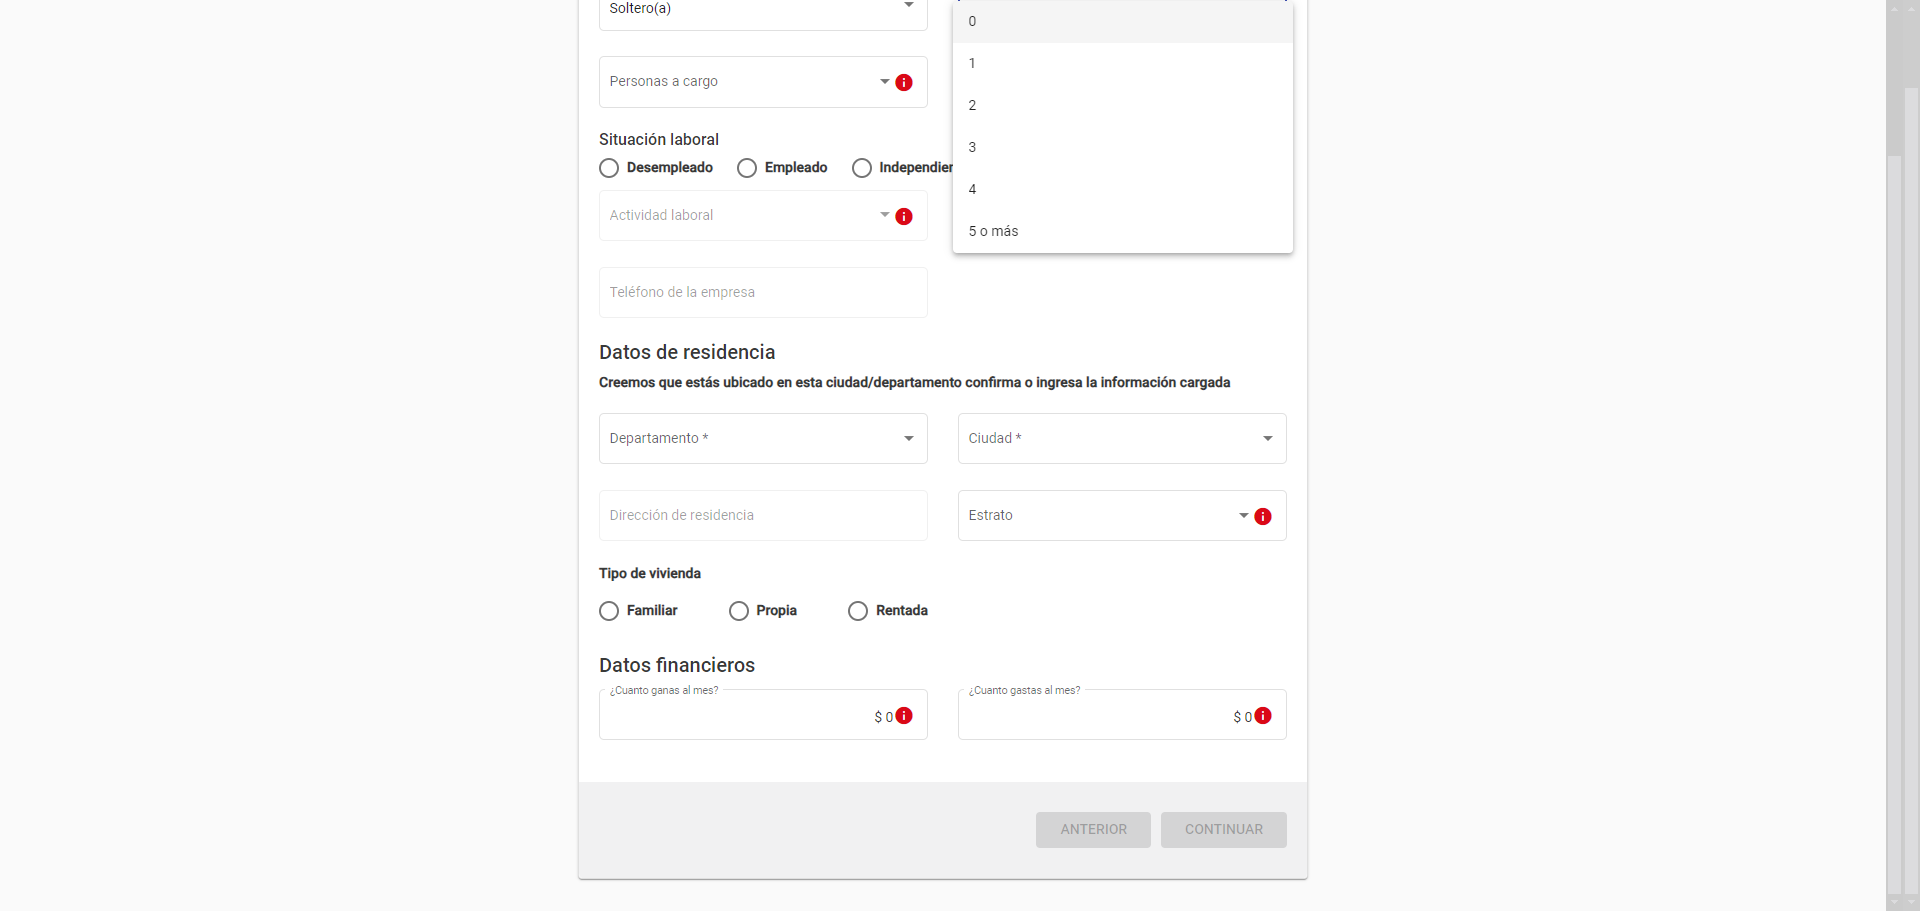 Soltero(a)
0
1
2
3
4
5 o más
Personas a cargo
Situación laboral
Desempleado
Empleado
Independier
Actividad laboral
Teléfono de la empresa
Datos de residencia
Creemos que estás ubicado en esta ciudad/departamento confirma o ingresa la información cargada
Departamento *
Ciudad *
Dirección de residencia
Estrato
Tipo de vivienda
Familiar
Propia
Rentada
Datos financieros
¿Cuanto ganas al mes?
$ 0
¿Cuanto gastas al mes?
$ 0
ANTERIOR
CONTINUAR